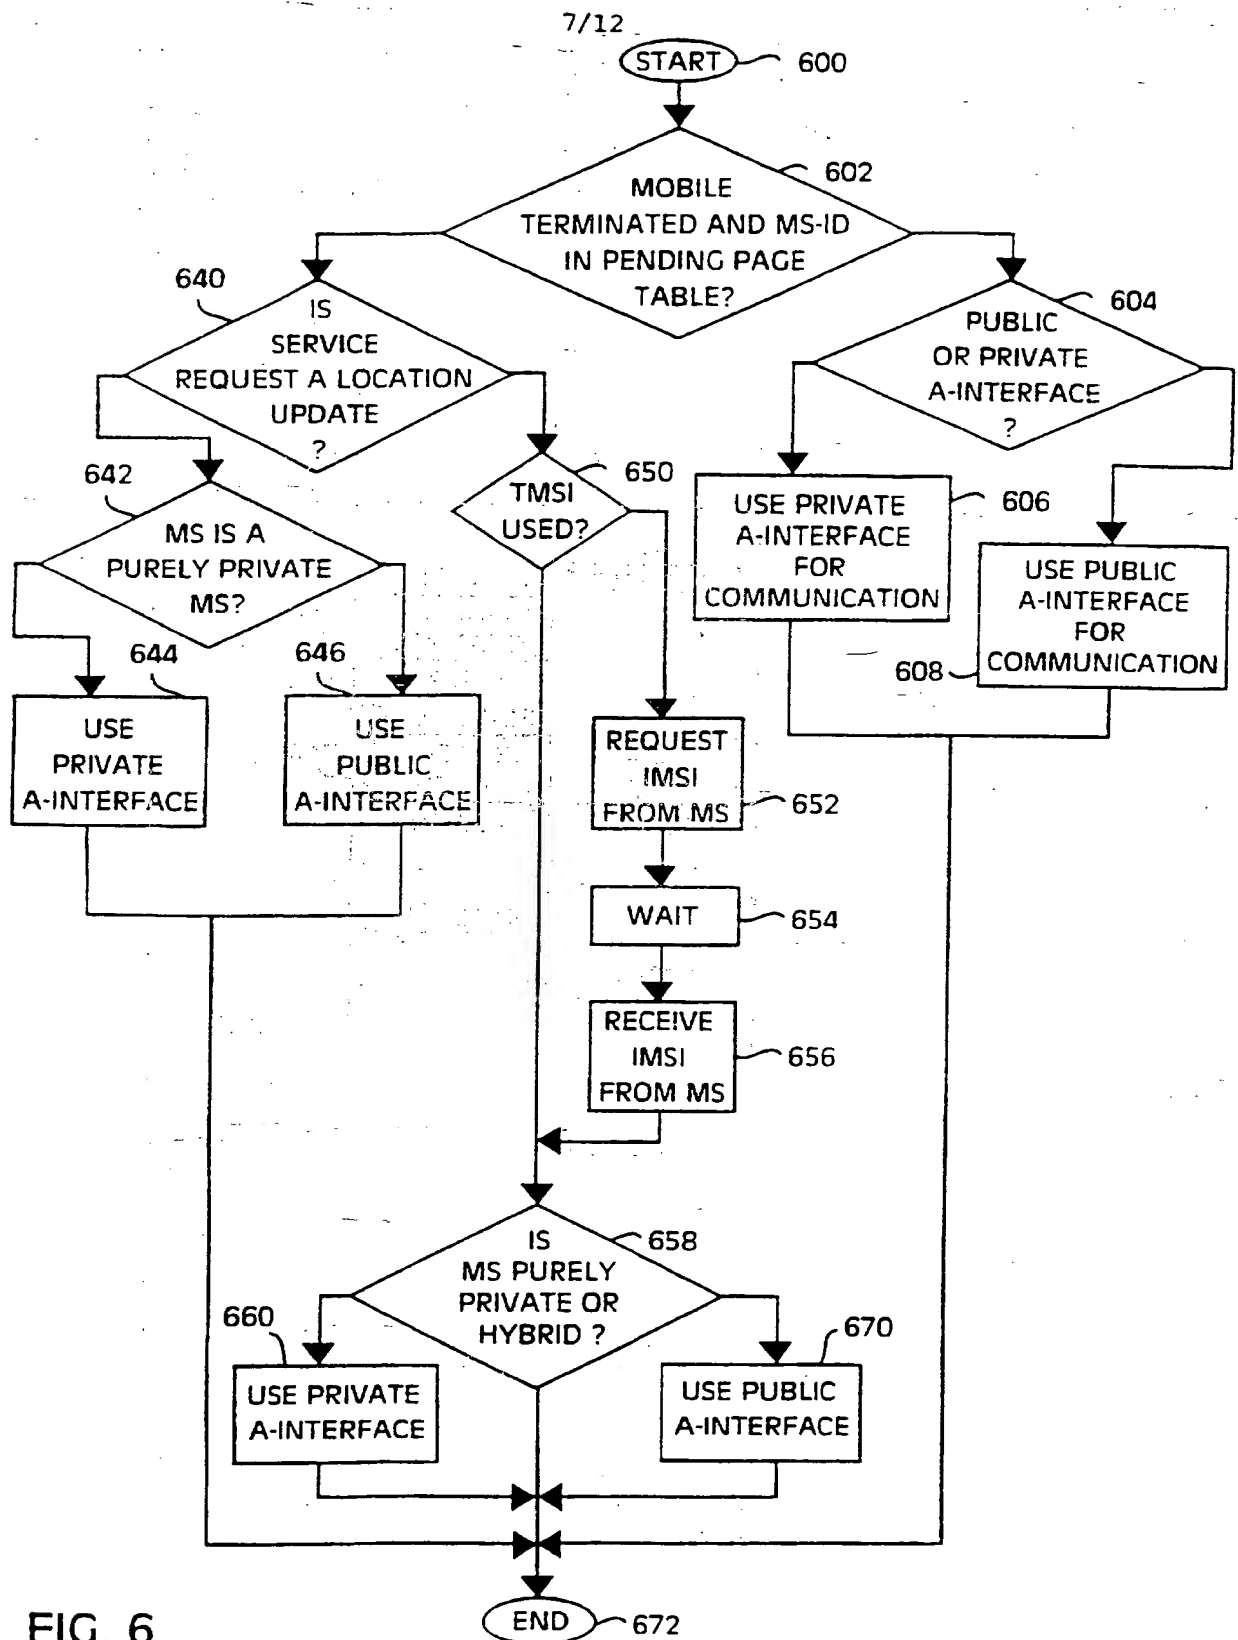 7/12
START
600
602
MOBILE
TERMINATED AND MS-ID
IN PENDING PAGE
TABLE?
640
IS
SERVICE
REQUEST A LOCATION
UPDATE
?
604
PUBLIC
OR PRIVATE
A-INTERFACE
?
642
MS IS A
PURELY PRIVATE
MS?
650
TMSI
USED?
606
USE PRIVATE
A-INTERFACE
FOR
COMMUNICATION
608
USE PUBLIC
A-INTERFACE
FOR
COMMUNICATION
644
USE
PRIVATE
A-INTERFACE
646
USE
PUBLIC
A-INTERFACE
REQUEST
IMSI
FROM MS
652
WAIT
654
RECEIVE
IMSI
FROM MS
656
IS
MS PURELY
PRIVATE OR
HYBRID ?
658
660
USE PRIVATE
A-INTERFACE
670
USE PUBLIC
A-INTERFACE
END
672
FIG. 6